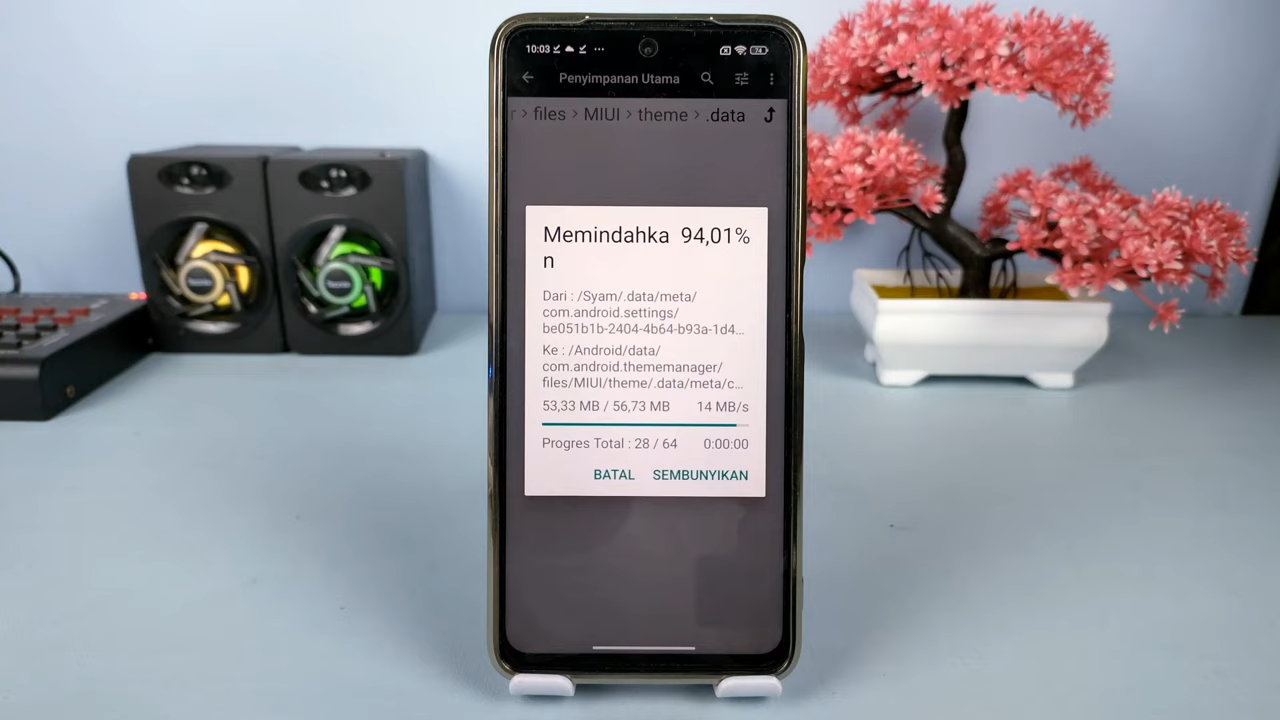 10:03
74
Penyimpanan Utama
files > MIUI > theme > .data
Memindahka 94,01%
n
Dari : /Syam/.data/meta/
com.android.settings/
be051b1b-2404-4b64-b93a-1d4...
Ke : /Android/data/
com.android.thememanager/
files/MIUI/theme/.data/meta/c...
53,33 MB / 56,73 MB 14 MB/s
Progres Total : 28 / 64 0:00:00
BATAL SEMBUNYIKAN